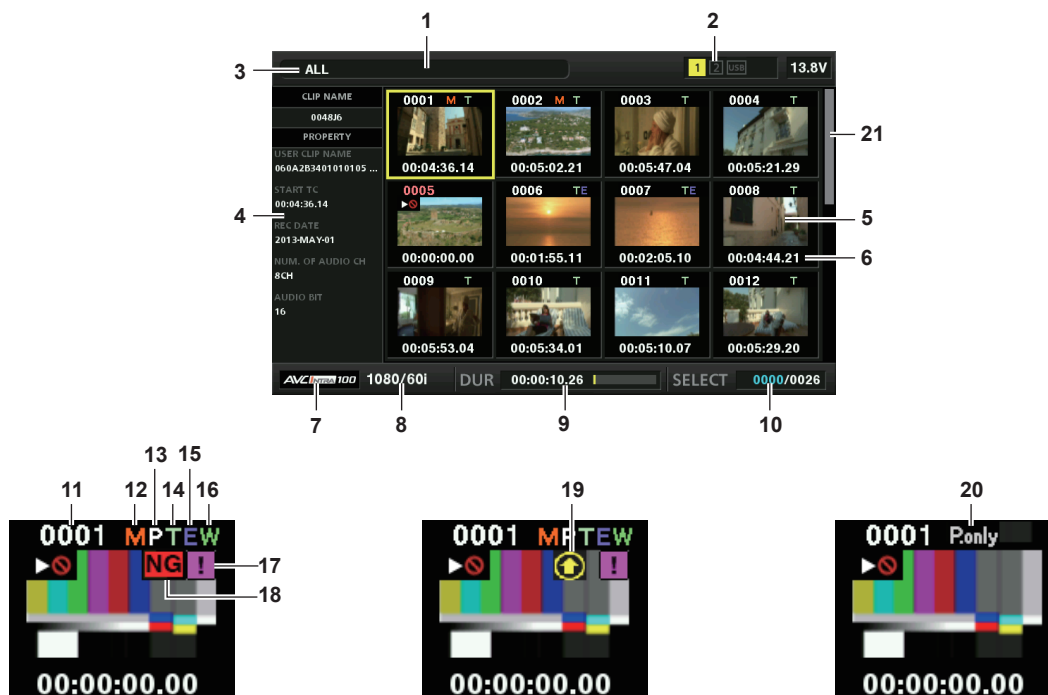 1
2
3
ALL
1 2 USB
13.8V
CLIP NAME
0048J6
PROPERTY
USER CLIP NAME
060A2B3401010105 ...
START TC
00:04:36.14
4
REC DATE
2013-MAY-01
NUM. OF AUDIO CH
8CH
AUDIO BIT
16
0001 M T
00:04:36.14
0002 M T
00:05:02.21
0003 T
00:05:47.04
0004 T
00:05:21.29
21
0005
00:00:00.00
0006 TE
00:01:55.11
0007 TE
00:02:05.10
0008 T
00:04:44.21
5
6
0009 T
00:05:53.04
0010 T
00:05:34.01
0011 T
00:05:10.07
0012 T
00:05:29.20
AVC INTRA 100
1080/60i
DUR
00:00:10.26
SELECT
0000/0026
7
8
9
10
11
12
13
14
15
16
0001 MPTEW
NG
!
17
18
00:00:00.00
19
0001 MPTEW
!
00:00:00.00
20
0001 P.only
00:00:00.00